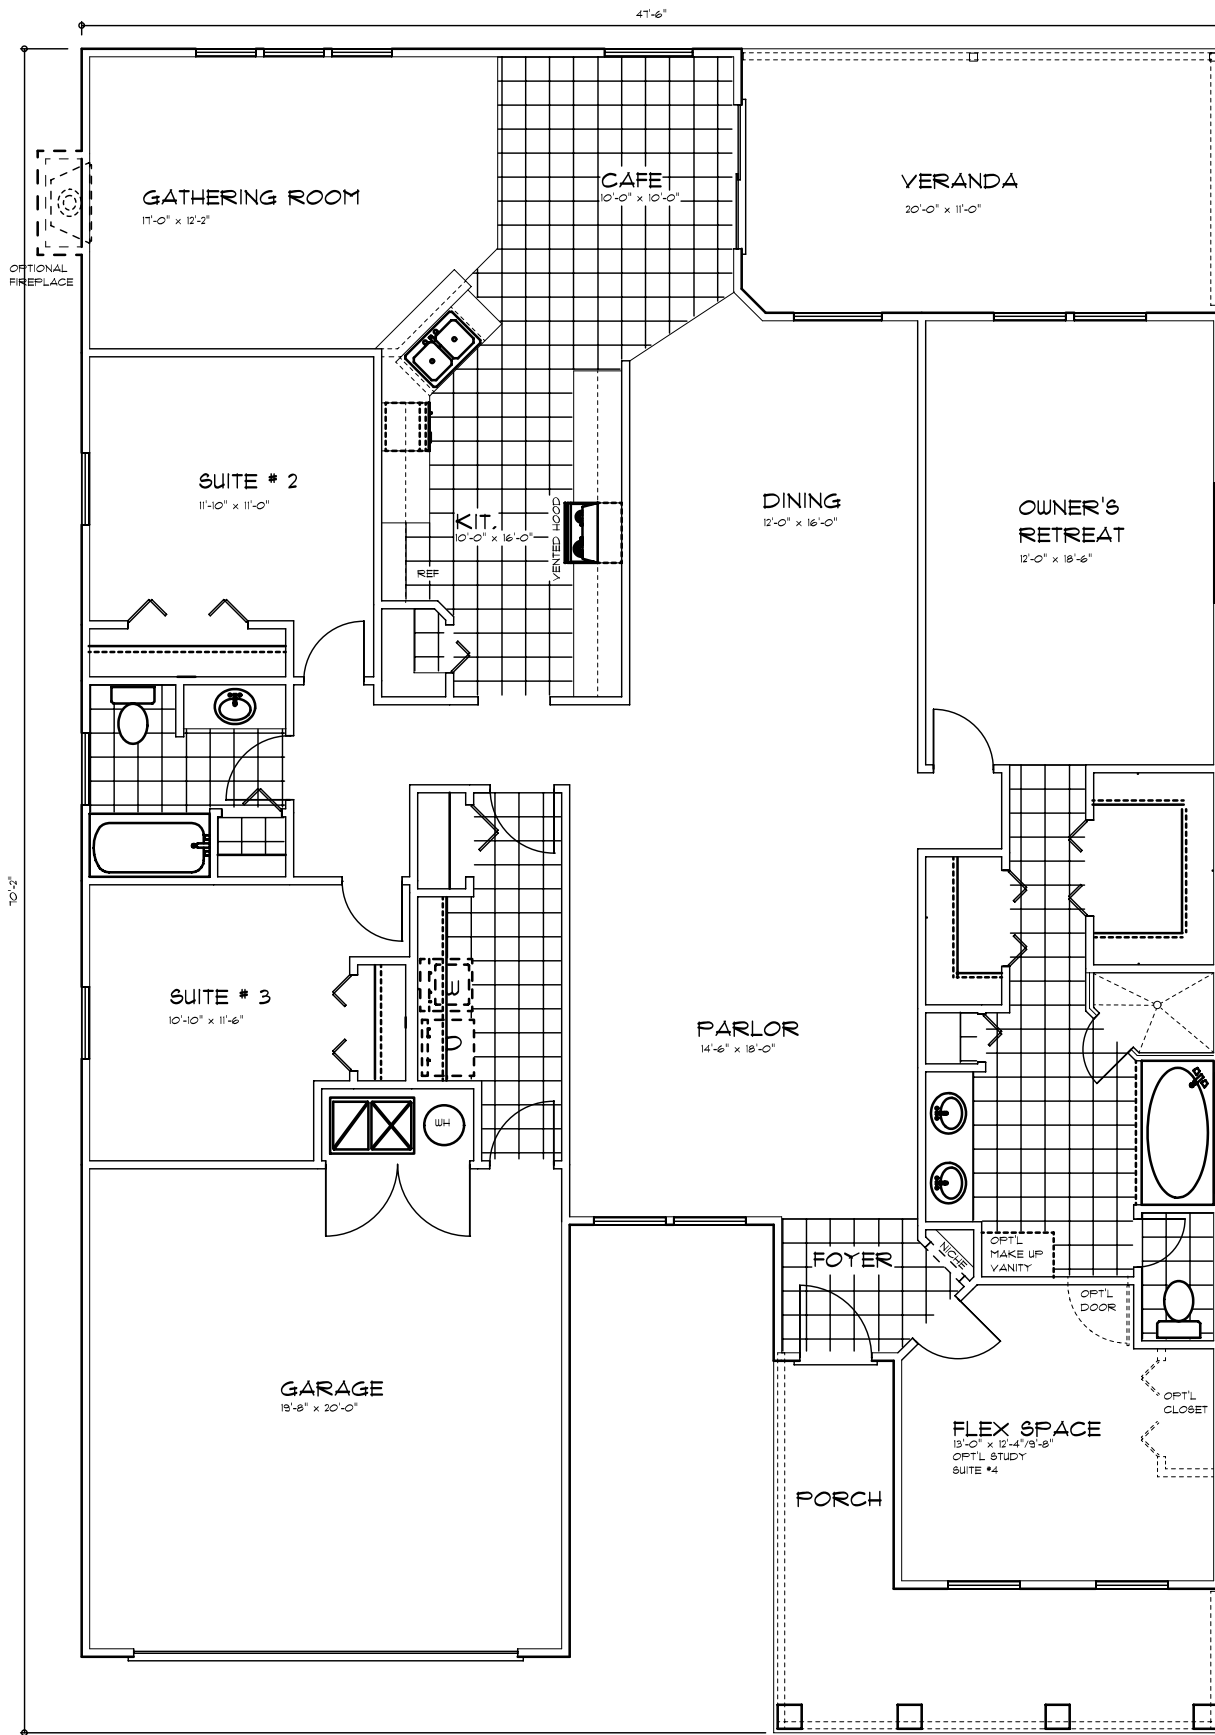 47'-6"
GATHERING ROOM
17'-0" x 12'-2"
CAFE
10'-0" x 10'-0"
VERANDA
20'-0" x 11'-0"
OPTIONAL
FIREPLACE
SUITE # 2
11'-10" x 11'-0"
KIT.
10'-0" x 16'-0"
VENTED HOOD
REF
DINING
12'-0" x 16'-0"
OWNER'S
RETREAT
12'-0" x 18'-6"
70'-2"
SUITE # 3
10'-10" x 11'-6"
W
D
WH
PARLOR
14'-6" x 18'-0"
FOYER
NICHE
OPT'L
MAKE UP
VANITY
OPT'L
DOOR
GARAGE
19'-8" x 20'-0"
OPT'L
CLOSET
FLEX SPACE
13'-0" x 12'-4"/9'-8"
OPT'L STUDY
SUITE #4
PORCH